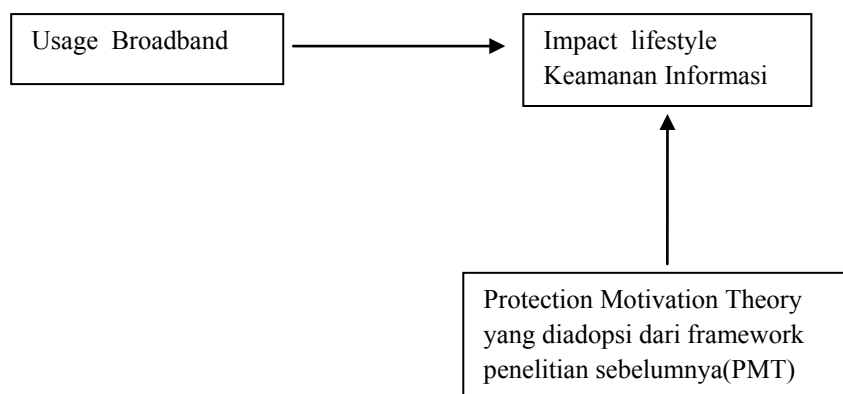 Usage Broadband
Impact lifestyle
Keamanan Informasi
Protection Motivation Theory
yang diadopsi dari framework
penelitian sebelumnya(PMT)